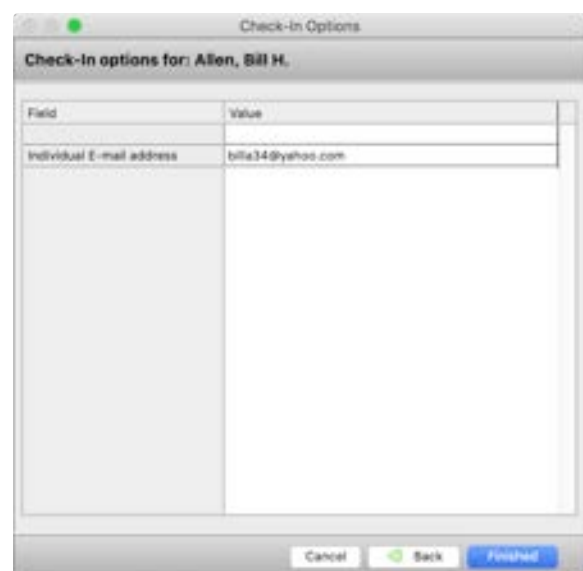 Check-In Options
Check-In options for: Allen, Bill H.
Field Value
Individual E-mail address billa34@yahoo.com
Cancel Back Finished